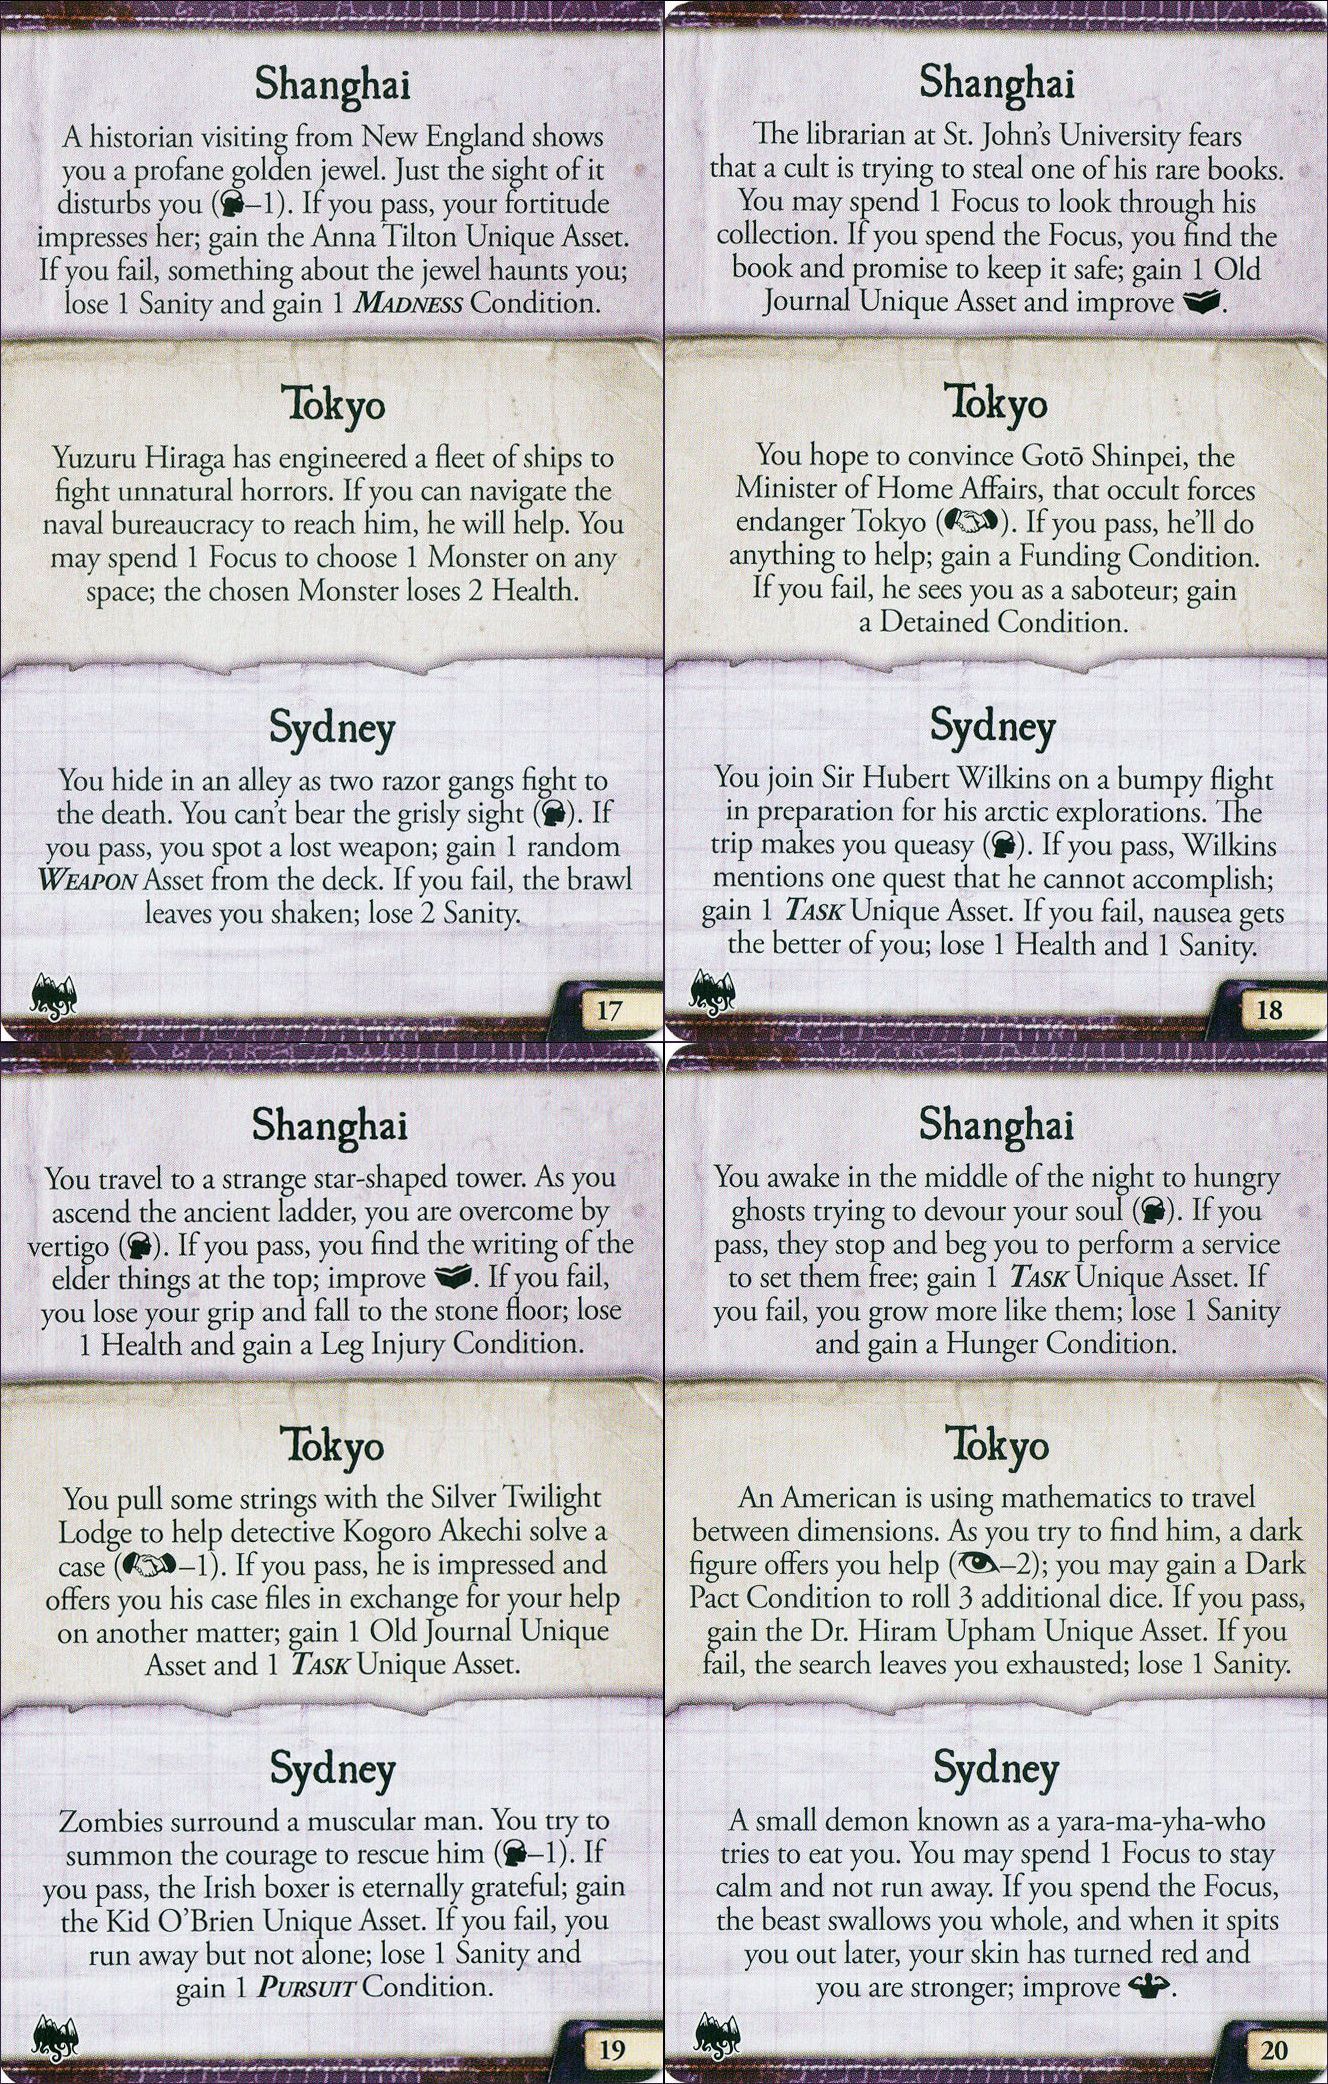 Shanghai
A historian visiting from New England shows
you a profane golden jewel. Just the sight of it
disturbs you (–1). If you pass, your fortitude
impresses her; gain the Anna Tilton Unique Asset.
If you fail, something about the jewel haunts you;
lose 1 Sanity and gain 1 MADNESS Condition.
Tokyo
Yuzuru Hiraga has engineered a fleet of ships to
fight unnatural horrors. If you can navigate the
naval bureaucracy to reach him, he will help. You
may spend 1 Focus to choose 1 Monster on any
space; the chosen Monster loses 2 Health.
Sydney
You hide in an alley as two razor gangs fight to
the death. You can't bear the grisly sight (). If
you pass, you spot a lost weapon; gain 1 random
WEAPON Asset from the deck. If you fail, the brawl
leaves you shaken; lose 2 Sanity.
17
Shanghai
The librarian at St. John's University fears
that a cult is trying to steal one of his rare books.
You may spend 1 Focus to look through his
collection. If you spend the Focus, you find the
book and promise to keep it safe; gain 1 Old
Journal Unique Asset and improve .
Tokyo
You hope to convince Gotō Shinpei, the
Minister of Home Affairs, that occult forces
endanger Tokyo (). If you pass, he'll do
anything to help; gain a Funding Condition.
If you fail, he sees you as a saboteur; gain
a Detained Condition.
Sydney
You join Sir Hubert Wilkins on a bumpy flight
in preparation for his arctic explorations. The
trip makes you queasy (). If you pass, Wilkins
mentions one quest that he cannot accomplish;
gain 1 TASK Unique Asset. If you fail, nausea gets
the better of you; lose 1 Health and 1 Sanity.
18
Shanghai
You travel to a strange star-shaped tower. As you
ascend the ancient ladder, you are overcome by
vertigo (). If you pass, you find the writing of the
elder things at the top; improve . If you fail,
you lose your grip and fall to the stone floor; lose
1 Health and gain a Leg Injury Condition.
Tokyo
You pull some strings with the Silver Twilight
Lodge to help detective Kogoro Akechi solve a
case (–1). If you pass, he is impressed and
offers you his case files in exchange for your help
on another matter; gain 1 Old Journal Unique
Asset and 1 TASK Unique Asset.
Sydney
Zombies surround a muscular man. You try to
summon the courage to rescue him (–1). If
you pass, the Irish boxer is eternally grateful; gain
the Kid O'Brien Unique Asset. If you fail, you
run away but not alone; lose 1 Sanity and
gain 1 PURSUIT Condition.
19
Shanghai
You awake in the middle of the night to hungry
ghosts trying to devour your soul (). If you
pass, they stop and beg you to perform a service
to set them free; gain 1 TASK Unique Asset. If
you fail, you grow more like them; lose 1 Sanity
and gain a Hunger Condition.
Tokyo
An American is using mathematics to travel
between dimensions. As you try to find him, a dark
figure offers you help (–2); you may gain a Dark
Pact Condition to roll 3 additional dice. If you pass,
gain the Dr. Hiram Upham Unique Asset. If you
fail, the search leaves you exhausted; lose 1 Sanity.
Sydney
A small demon known as a yara-ma-yha-who
tries to eat you. You may spend 1 Focus to stay
calm and not run away. If you spend the Focus,
the beast swallows you whole, and when it spits
you out later, your skin has turned red and
you are stronger; improve .
20